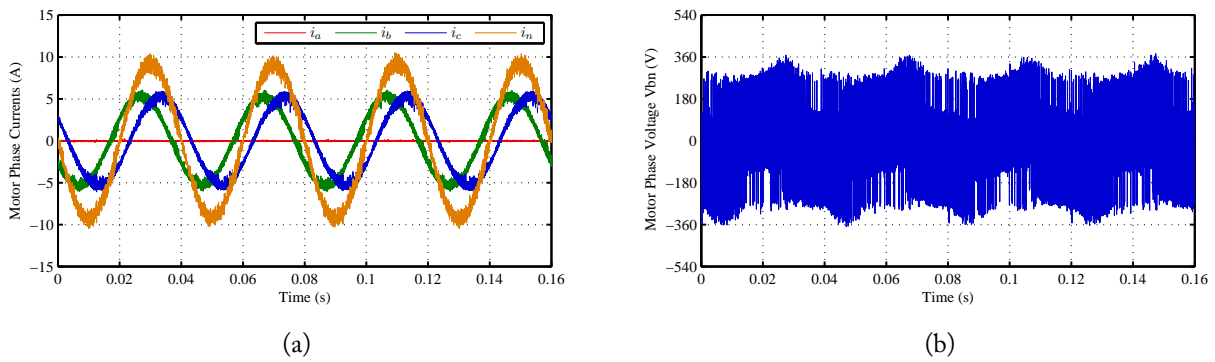 15
10
5
0
−5
−10
−15
Motor Phase Currents (A)
i_a i_b i_c i_n
0 0.02 0.04 0.06 0.08 0.1 0.12 0.14 0.16
Time (s)
(a)
540
360
180
0
−180
−360
−540
Motor Phase Voltage Vbn (V)
0 0.02 0.04 0.06 0.08 0.1 0.12 0.14 0.16
Time (s)
(b)